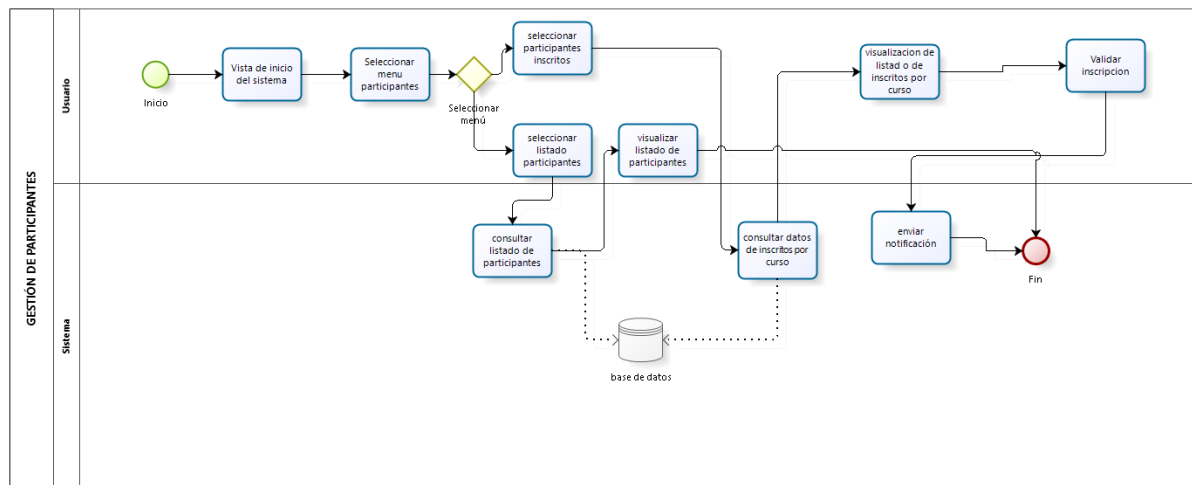 GESTIÓN DE PARTICIPANTES
Usuario
Inicio
Vista de inicio
del sistema
Seleccionar
menu
participantes
Seleccionar
menú
seleccionar
participantes
inscritos
seleccionar
listado
participantes
visualizar
listado de
participantes
visualizacion de
listad o de
inscritos por
curso
Validar
inscripcion
Sistema
consultar
listado de
participantes
consultar datos
de inscritos por
curso
enviar
notificación
Fin
base de datos